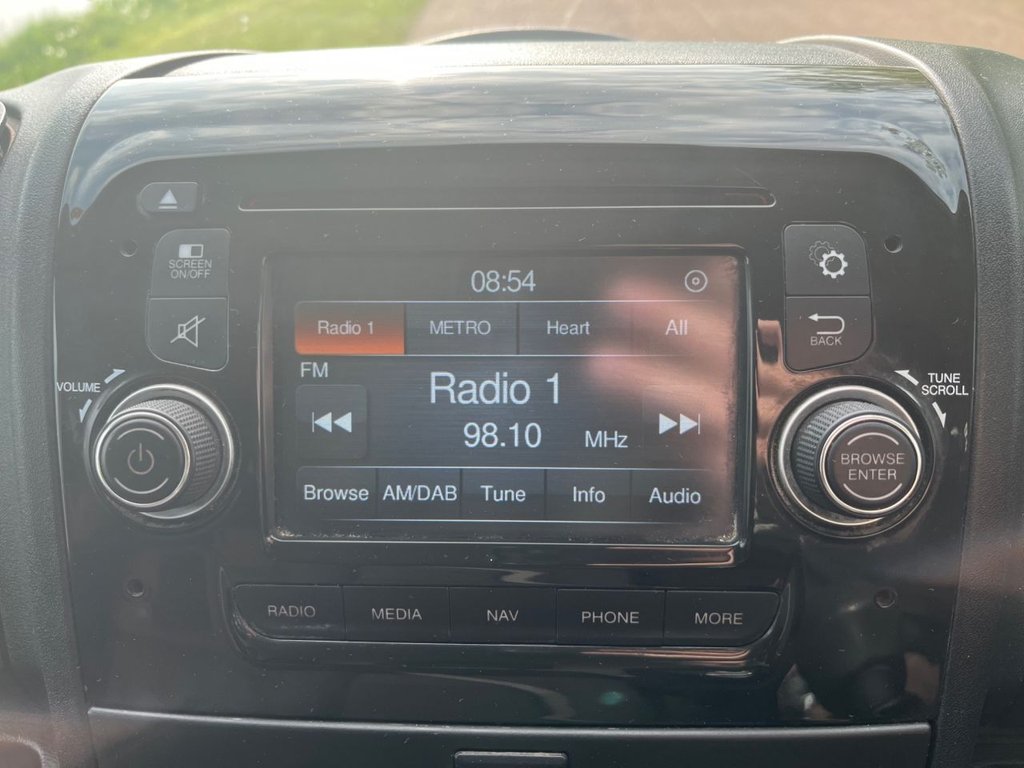 SCREEN
ON/OFF
08:54
Radio 1 METRO Heart All
FM
Radio 1
98.10 MHz
Browse AM/DAB Tune Info Audio
BACK
VOLUME
TUNE
SCROLL
BROWSE
ENTER
RADIO MEDIA NAV PHONE MORE